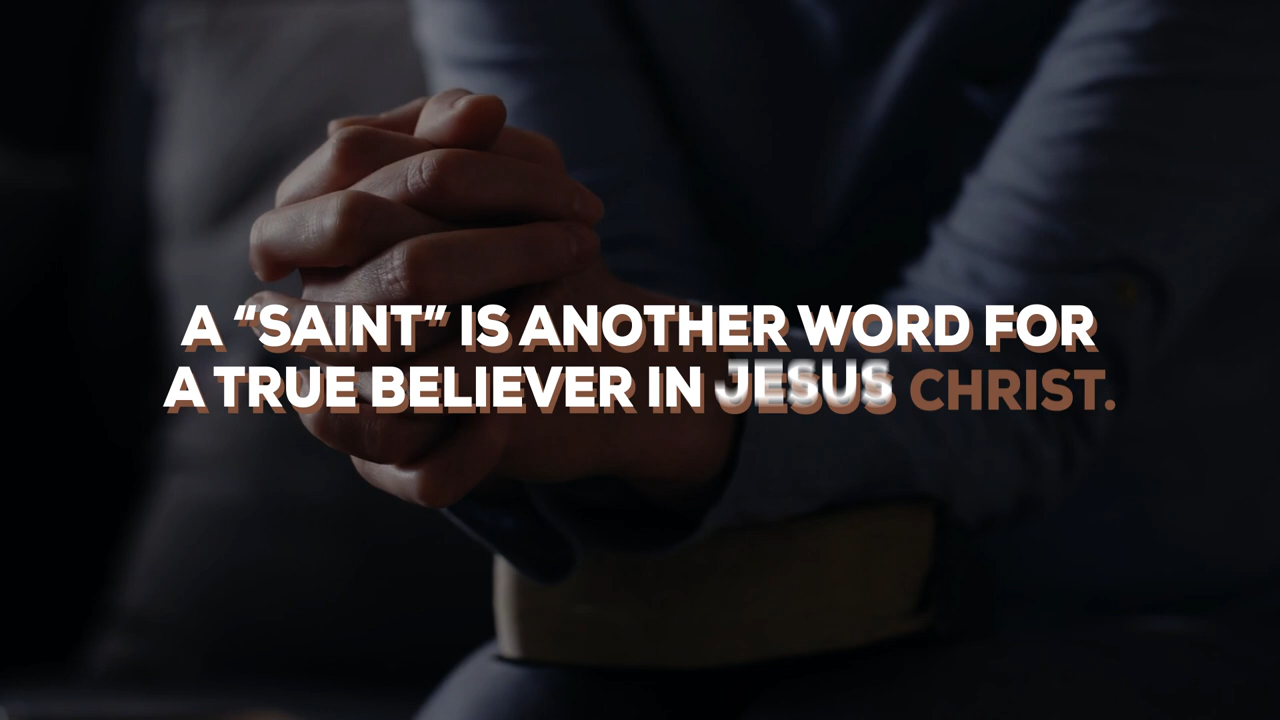 A “SAINT” IS ANOTHER WORD FOR
A TRUE BELIEVER IN JESUS CHRIST.